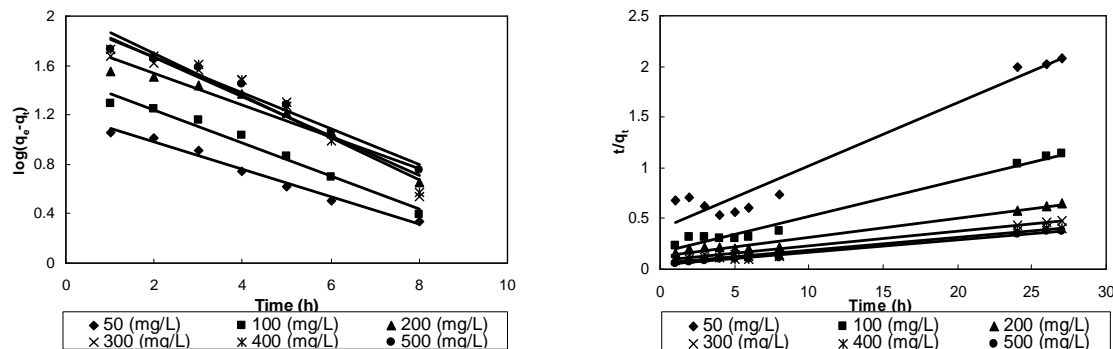 2
1.6
1.2
0.8
0.4
0
0 2 4 6 8 10
log(qe-qt)
Time (h)
50 (mg/L) 100 (mg/L) 200 (mg/L)
300 (mg/L) 400 (mg/L) 500 (mg/L)
2.5
2
1.5
1
0.5
0
0 5 10 15 20 25 30
t/qt
Time (h)
50 (mg/L) 100 (mg/L) 200 (mg/L)
300 (mg/L) 400 (mg/L) 500 (mg/L)